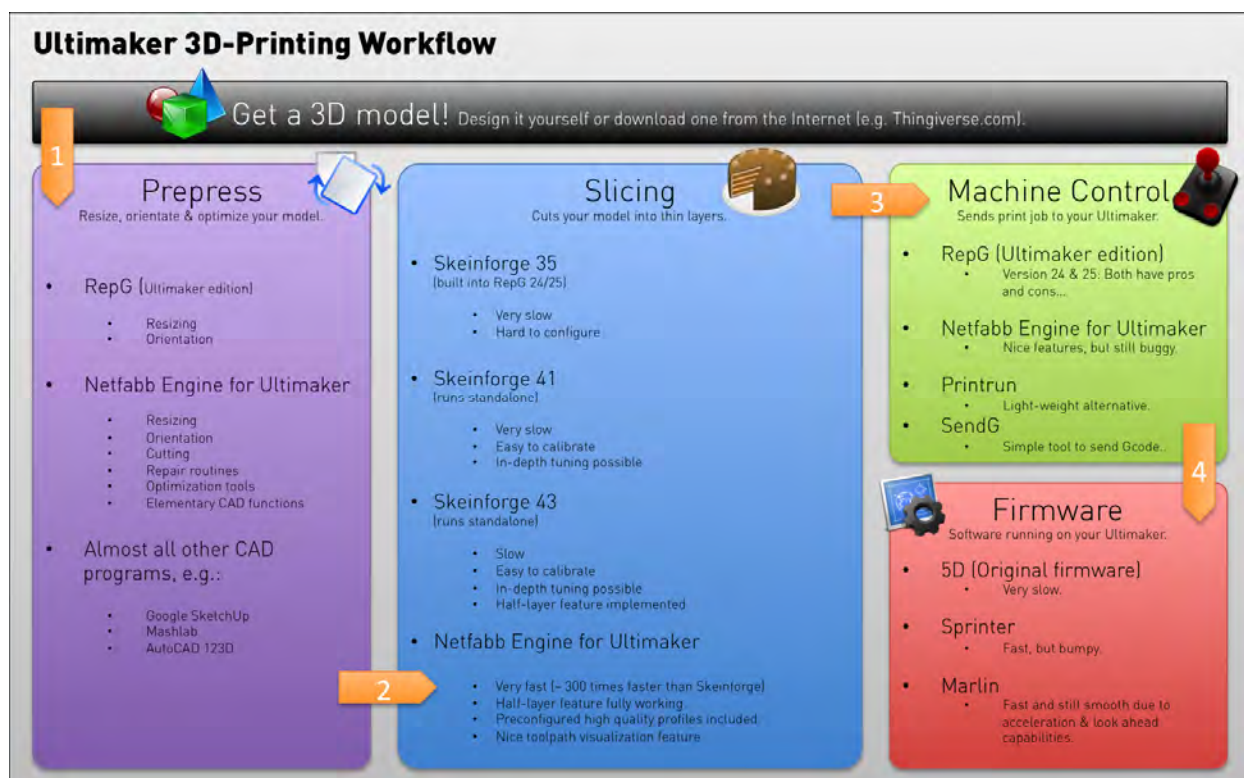 Ultimaker 3D-Printing Workflow
Get a 3D model! Design it yourself or download one from the Internet (e.g. Thingiverse.com).
1
Prepress
Resize, orientate & optimize your model.
• RepG (Ultimaker edition)
• Resizing
• Orientation
• Netfabb Engine for Ultimaker
• Resizing
• Orientation
• Cutting
• Repair routines
• Optimization tools
• Elementary CAD functions
• Almost all other CAD
programs, e.g.:
• Google SketchUp
• Mashlab
• AutoCAD 123D
2
Slicing
Cuts your model into thin layers.
• Skeinforge 35
(built into RepG 24/25)
• Very slow
• Hard to configure
• Skeinforge 41
(runs standalone)
• Very slow
• Easy to calibrate
• In-depth tuning possible
• Skeinforge 43
(runs standalone)
• Slow
• Easy to calibrate
• In-depth tuning possible
• Half-layer feature implemented
• Netfabb Engine for Ultimaker
• Very fast (~ 300 times faster than Skeinforge)
• Half-layer feature fully working
• Preconfigured high quality profiles included
• Nice toolpath visualization feature
3
Machine Control
Sends print job to your Ultimaker.
• RepG (Ultimaker edition)
• Version 24 & 25: Both have pros
and cons...
• Netfabb Engine for Ultimaker
• Nice features, but still buggy.
• Printrun
• Light-weight alternative.
• SendG
• Simple tool to send Gcode..
4
Firmware
Software running on your Ultimaker.
• 5D (Original firmware)
• Very slow.
• Sprinter
• Fast, but bumpy.
• Marlin
• Fast and still smooth due to
acceleration & look ahead
capabilities.